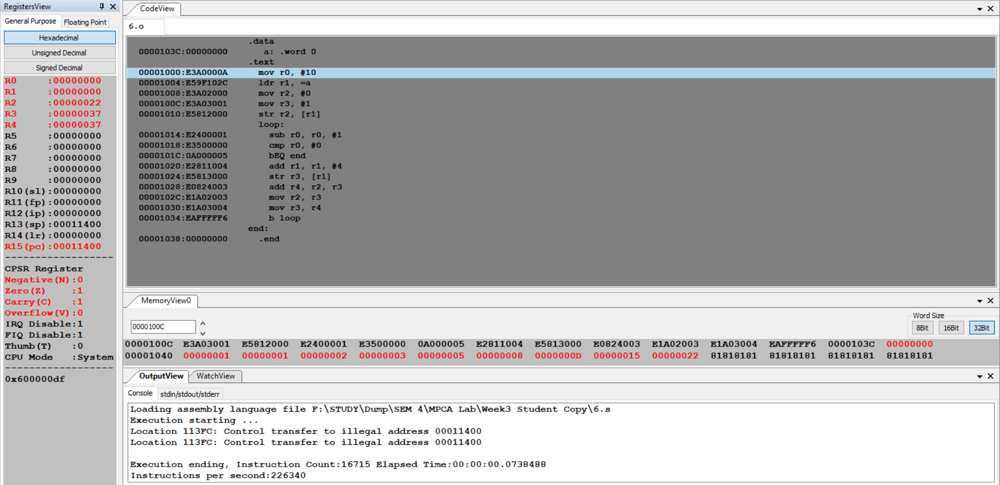 RegistersView
General Purpose Floating Point
Hexadecimal
Unsigned Decimal
Signed Decimal
R0 :00000000
R1 :00000000
R2 :00000022
R3 :00000037
R4 :00000037
R5 :00000000
R6 :00000000
R7 :00000000
R8 :00000000
R9 :00000000
R10(sl):00000000
R11(fp):00000000
R12(ip):00000000
R13(sp):00011400
R14(lr):00000000
R15(pc):00011400
------------------
CPSR Register
Negative(N):0
Zero(Z) :1
Carry(C) :1
Overflow(V):0
IRQ Disable:1
FIQ Disable:1
Thumb(T) :0
CPU Mode :System
------------------
0x600000df
CodeView
6.o
.data
0000103C:00000000 a: .word 0
.text
00001000:E3A0000A mov r0, #10
00001004:E59F102C ldr r1, =a
00001008:E3A02000 mov r2, #0
0000100C:E3A03001 mov r3, #1
00001010:E5812000 str r2, [r1]
loop:
00001014:E2400001 sub r0, r0, #1
00001018:E3500000 cmp r0, #0
0000101C:0A000005 bEQ end
00001020:E2811004 add r1, r1, #4
00001024:E5813000 str r3, [r1]
00001028:E0824003 add r4, r2, r3
0000102C:E1A02003 mov r2, r3
00001030:E1A03004 mov r3, r4
00001034:EAFFFFF6 b loop
end:
00001038:00000000 .end
MemoryView0
0000100C
Word Size
8Bit 16Bit 32Bit
0000100C E3A03001 E5812000 E2400001 E3500000 0A000005 E2811004 E5813000 E0824003 E1A02003 E1A03004 EAFFFFF6 0000103C 00000000
00001040 00000001 00000001 00000002 00000003 00000005 00000008 0000000D 00000015 00000022 81818181 81818181 81818181 81818181
OutputView WatchView
Console stdin/stdout/stderr
Loading assembly language file F:\STUDY\Dump\SEM 4\MPCA Lab\Week3 Student Copy\6.s
Execution starting ...
Location 113FC: Control transfer to illegal address 00011400
Location 113FC: Control transfer to illegal address 00011400
Execution ending, Instruction Count:16715 Elapsed Time:00:00:00.0738488
Instructions per second:226340